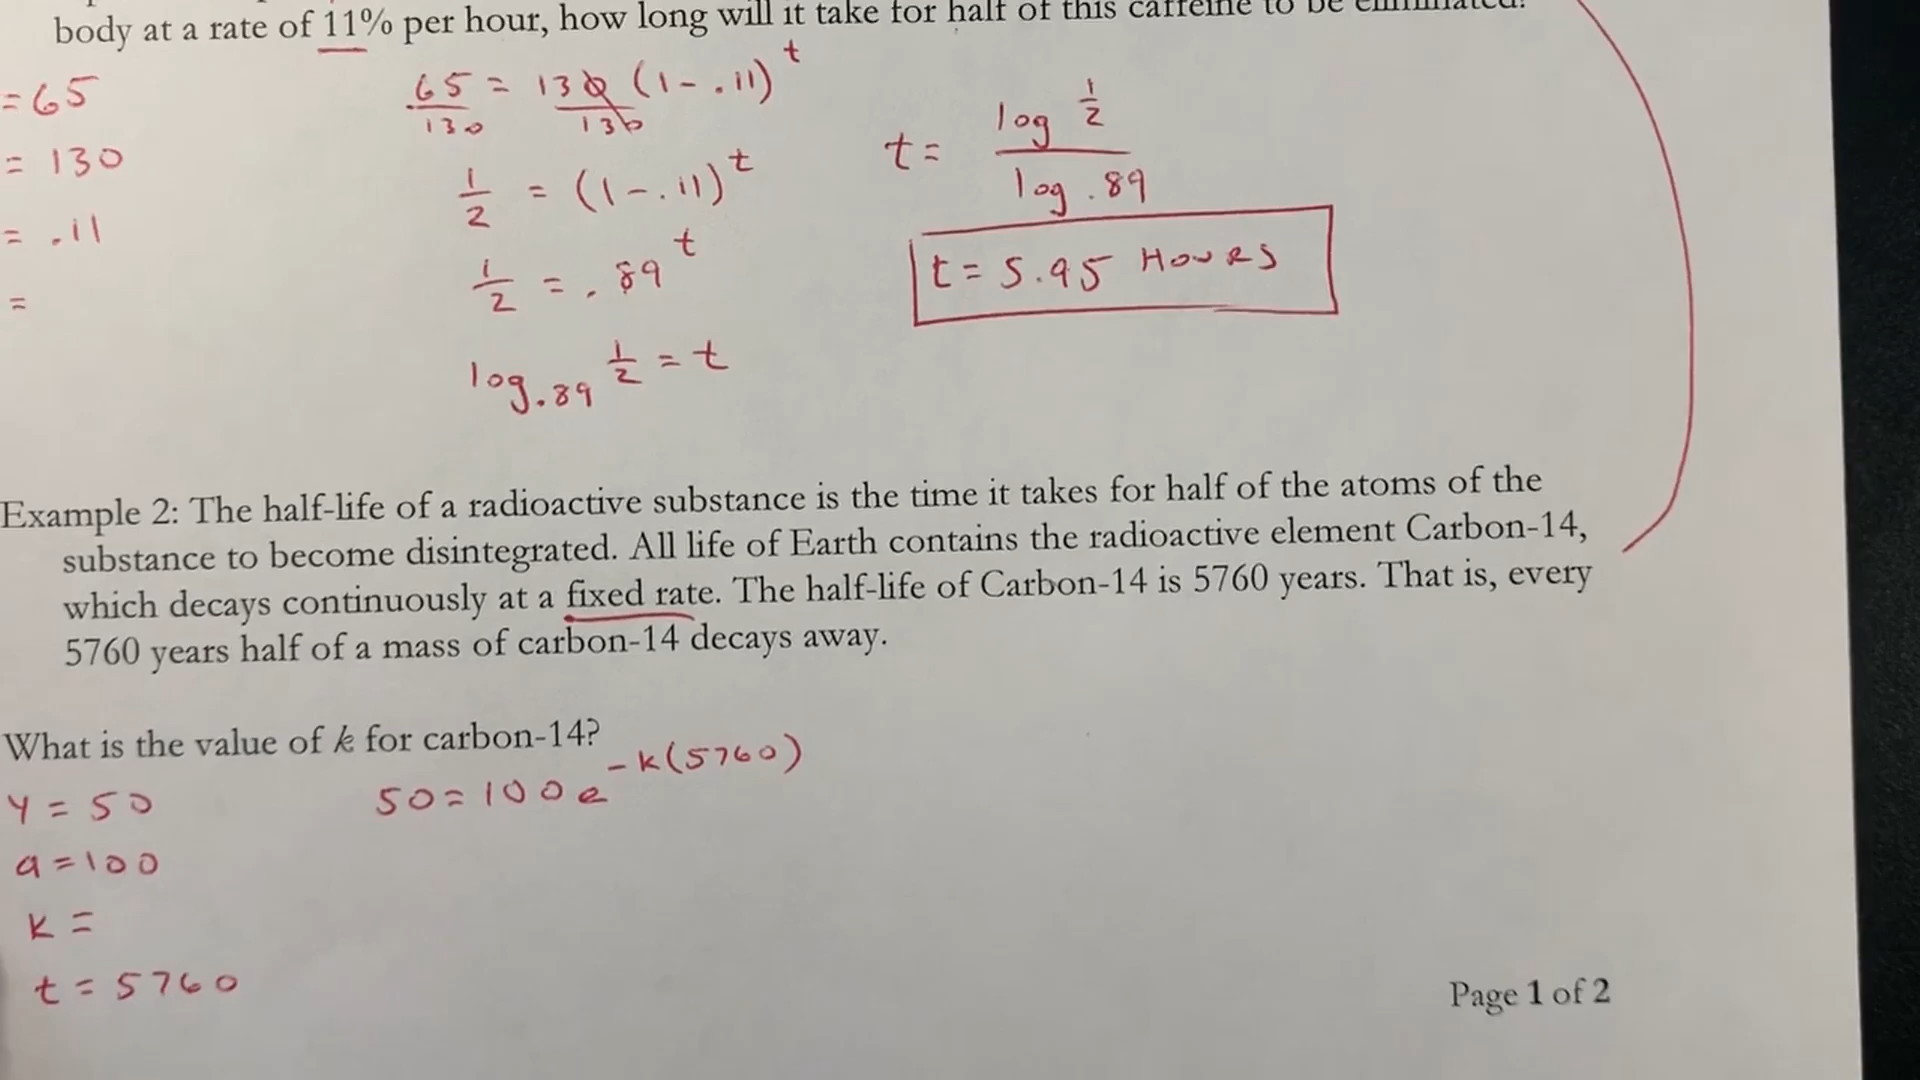 body at a rate of 11% per hour, how long will it take for half of this caffeine to be eliminated?
= 65
= 130
= .11
=
65 = 130 (1 - .11)^t
130 130
1/2 = (1 - .11)^t
1/2 = .89^t
log.89 1/2 = t
t = log 1/2
log .89
t = 5.95 HOURS
Example 2: The half-life of a radioactive substance is the time it takes for half of the atoms of the
substance to become disintegrated. All life of Earth contains the radioactive element Carbon-14,
which decays continuously at a fixed rate. The half-life of Carbon-14 is 5760 years. That is, every
5760 years half of a mass of carbon-14 decays away.
What is the value of k for carbon-14?
Y = 50
a = 100
K =
t = 5760
50 = 100 e^-K(5760)
Page 1 of 2